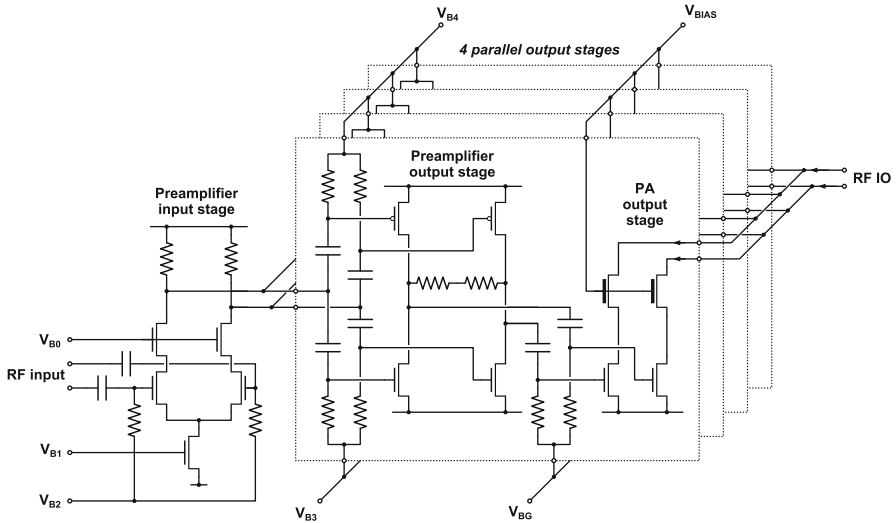 V_B4
V_BIAS
4 parallel output stages
Preamplifier
output stage
RF IO
PA
output
stage
Preamplifier
input stage
V_B0
RF input
V_B1
V_B2
V_B3
V_BG